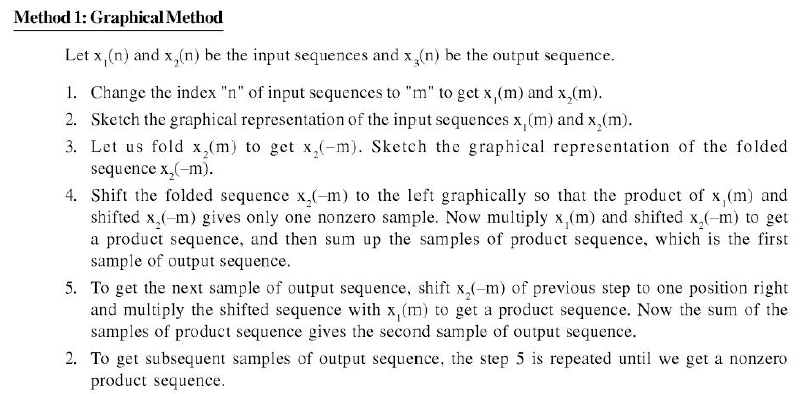 Method 1: Graphical Method
Let x₁(n) and x₂(n) be the input sequences and x₃(n) be the output sequence.
1. Change the index "n" of input sequences to "m" to get x₁(m) and x₂(m).
2. Sketch the graphical representation of the input sequences x₁(m) and x₂(m).
3. Let us fold x₂(m) to get x₂(−m). Sketch the graphical representation of the folded
sequence x₂(−m).
4. Shift the folded sequence x₂(−m) to the left graphically so that the product of x₁(m) and
shifted x₂(−m) gives only one nonzero sample. Now multiply x₁(m) and shifted x₂(−m) to get
a product sequence, and then sum up the samples of product sequence, which is the first
sample of output sequence.
5. To get the next sample of output sequence, shift x₂(−m) of previous step to one position right
and multiply the shifted sequence with x₁(m) to get a product sequence. Now the sum of the
samples of product sequence gives the second sample of output sequence.
2. To get subsequent samples of output sequence, the step 5 is repeated until we get a nonzero
product sequence.